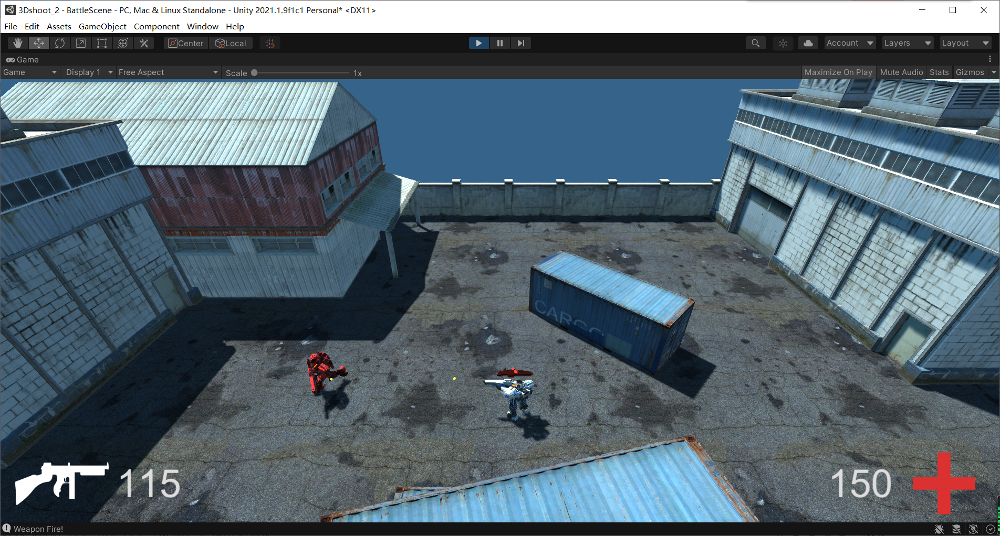 3Dshoot_2 - BattleScene - PC, Mac & Linux Standalone - Unity 2021.1.9f1c1 Personal* <DX11>
File Edit Assets GameObject Component Window Help
Center Local Account Layers Layout
Game
Game Display 1 Free Aspect Scale 1x Maximize On Play Mute Audio Stats Gizmos
CARGO
115 150
Weapon Fire!